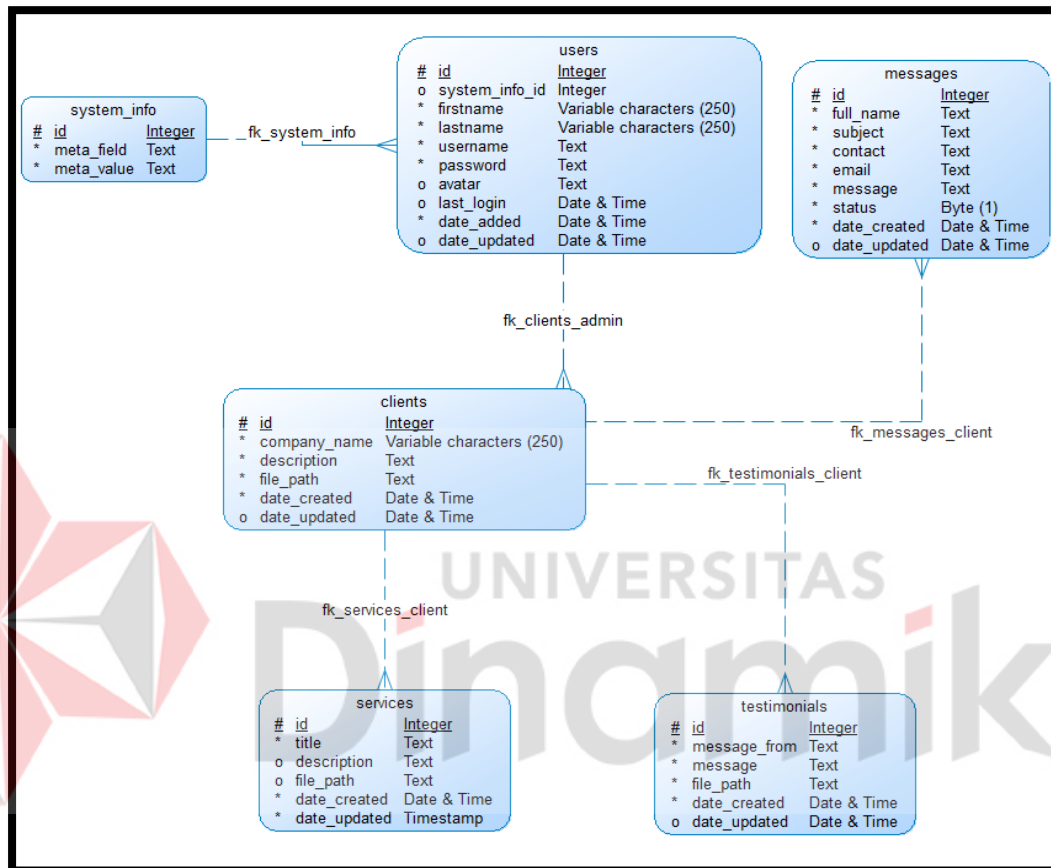 users
# id Integer
o system_info_id Integer
* firstname Variable characters (250)
* lastname Variable characters (250)
* username Text
* password Text
o avatar Text
o last_login Date & Time
* date_added Date & Time
o date_updated Date & Time
messages
# id Integer
* full_name Text
* subject Text
* contact Text
* email Text
* message Text
* status Byte (1)
* date_created Date & Time
o date_updated Date & Time
system_info
# id Integer
* meta_field Text
* meta_value Text
fk_system_info
fk_clients_admin
clients
# id Integer
* company_name Variable characters (250)
* description Text
* file_path Text
* date_created Date & Time
o date_updated Date & Time
fk_messages_client
fk_testimonials_client
UNIVERSITAS
Dinamik
fk_services_client
services
# id Integer
* title Text
o description Text
o file_path Text
* date_created Date & Time
* date_updated Timestamp
testimonials
# id Integer
* message_from Text
* message Text
* file_path Text
* date_created Date & Time
o date_updated Date & Time